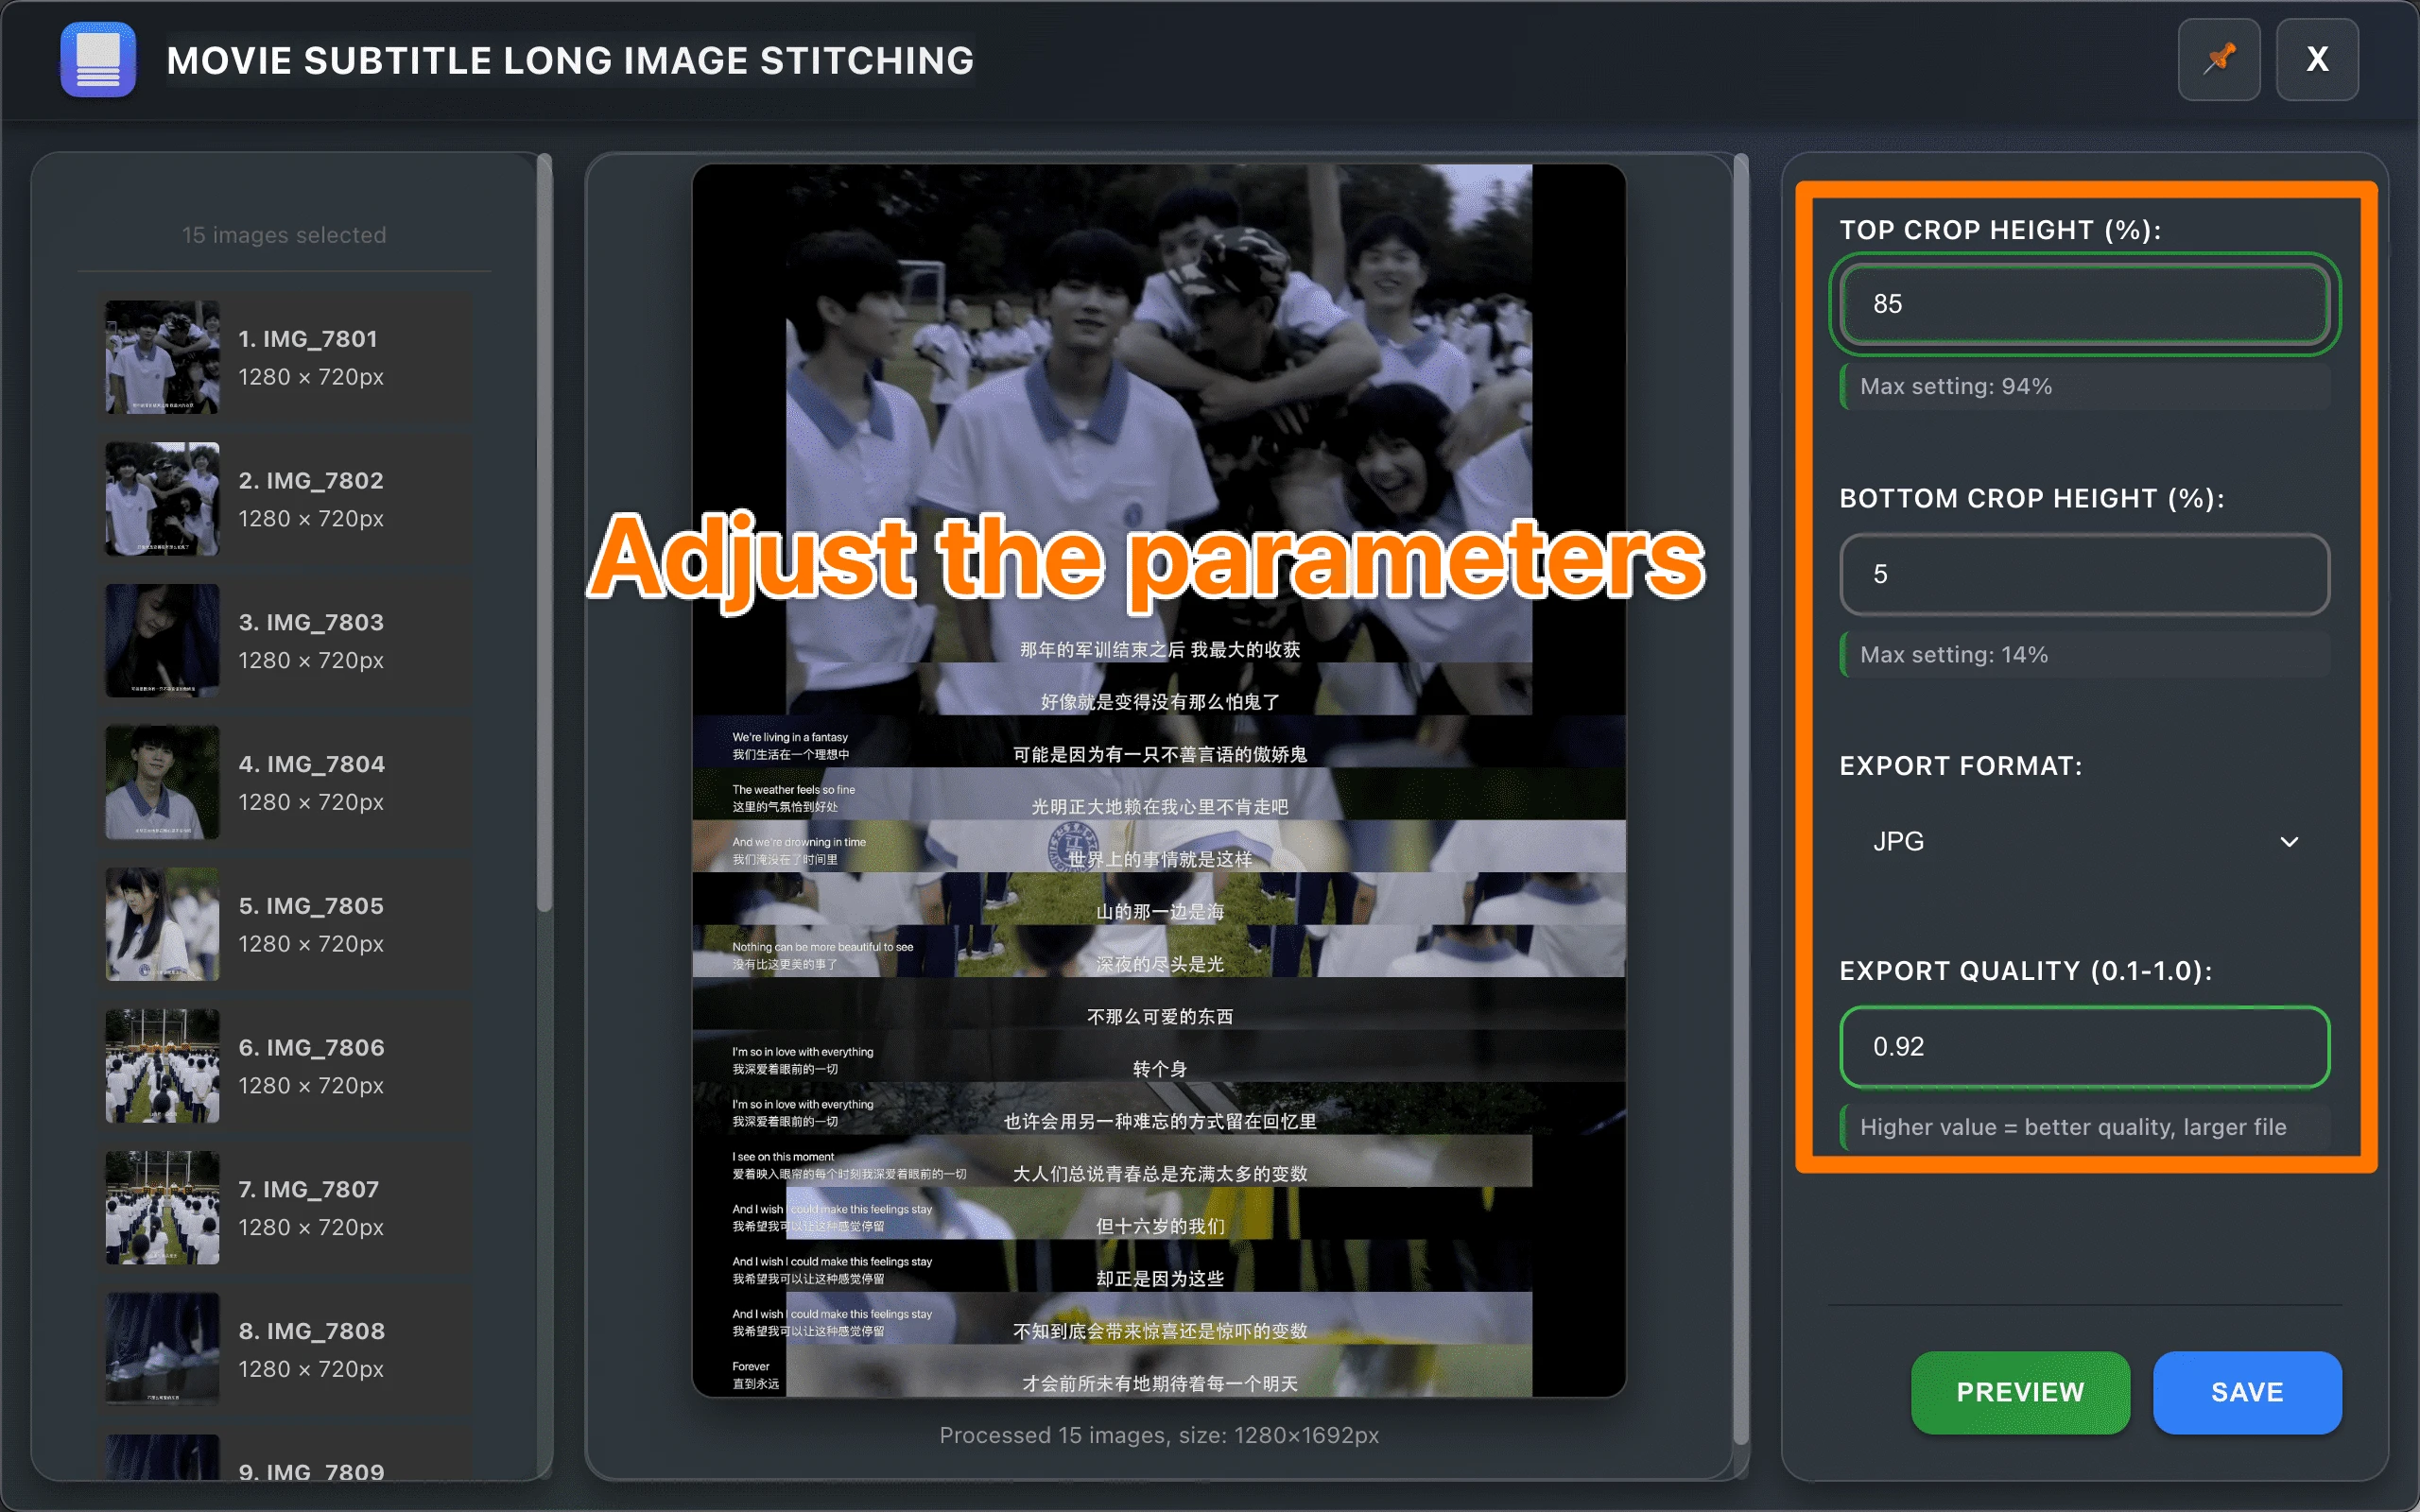 MOVIE SUBTITLE LONG IMAGE STITCHING
X
15 images selected
1. IMG_7801
1280 × 720px
2. IMG_7802
1280 × 720px
3. IMG_7803
1280 × 720px
4. IMG_7804
1280 × 720px
5. IMG_7805
1280 × 720px
6. IMG_7806
1280 × 720px
7. IMG_7807
1280 × 720px
8. IMG_7808
1280 × 720px
9. IMG_7809
Adjust the parameters
那年的军训结束之后 我最大的收获
好像就是变得没有那么怕鬼了
We're living in a fantasy
我们生活在一个理想中
可能是因为有一只不善言语的傲娇鬼
The weather feels so fine
这里的气氛恰到好处
光明正大地赖在我心里不肯走吧
And we're drowning in time
我们淹没在了时间里
世界上的事情就是这样
山的那一边是海
Nothing can be more beautiful to see
没有比这更美的事了
深夜的尽头是光
不那么可爱的东西
I'm so in love with everything
我深爱着眼前的一切
转个身
I'm so in love with everything
我深爱着眼前的一切
也许会用另一种难忘的方式留在回忆里
I see on this moment
爱着映入眼帘的每个时刻我深爱着眼前的一切
大人们总说青春总是充满太多的变数
And I wish I could make this feelings stay
我希望我可以让这种感觉停留
但十六岁的我们
And I wish I could make this feelings stay
我希望我可以让这种感觉停留
却正是因为这些
And I wish I could make this feelings stay
我希望我可以让这种感觉停留
不知到底会带来惊喜还是惊吓的变数
Forever
直到永远
才会前所未有地期待着每一个明天
Processed 15 images, size: 1280×1692px
TOP CROP HEIGHT (%):
85
Max setting: 94%
BOTTOM CROP HEIGHT (%):
5
Max setting: 14%
EXPORT FORMAT:
JPG
EXPORT QUALITY (0.1-1.0):
0.92
Higher value = better quality, larger file
PREVIEW
SAVE